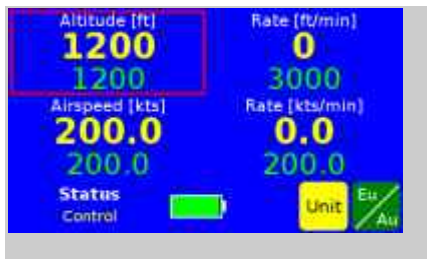 Altitude [ft] Rate [ft/min]
1200 0
1200 3000
Airspeed [kts] Rate [kts/min]
200.0 0.0
200.0 200.0
Status
Control
Unit
Eu/Au